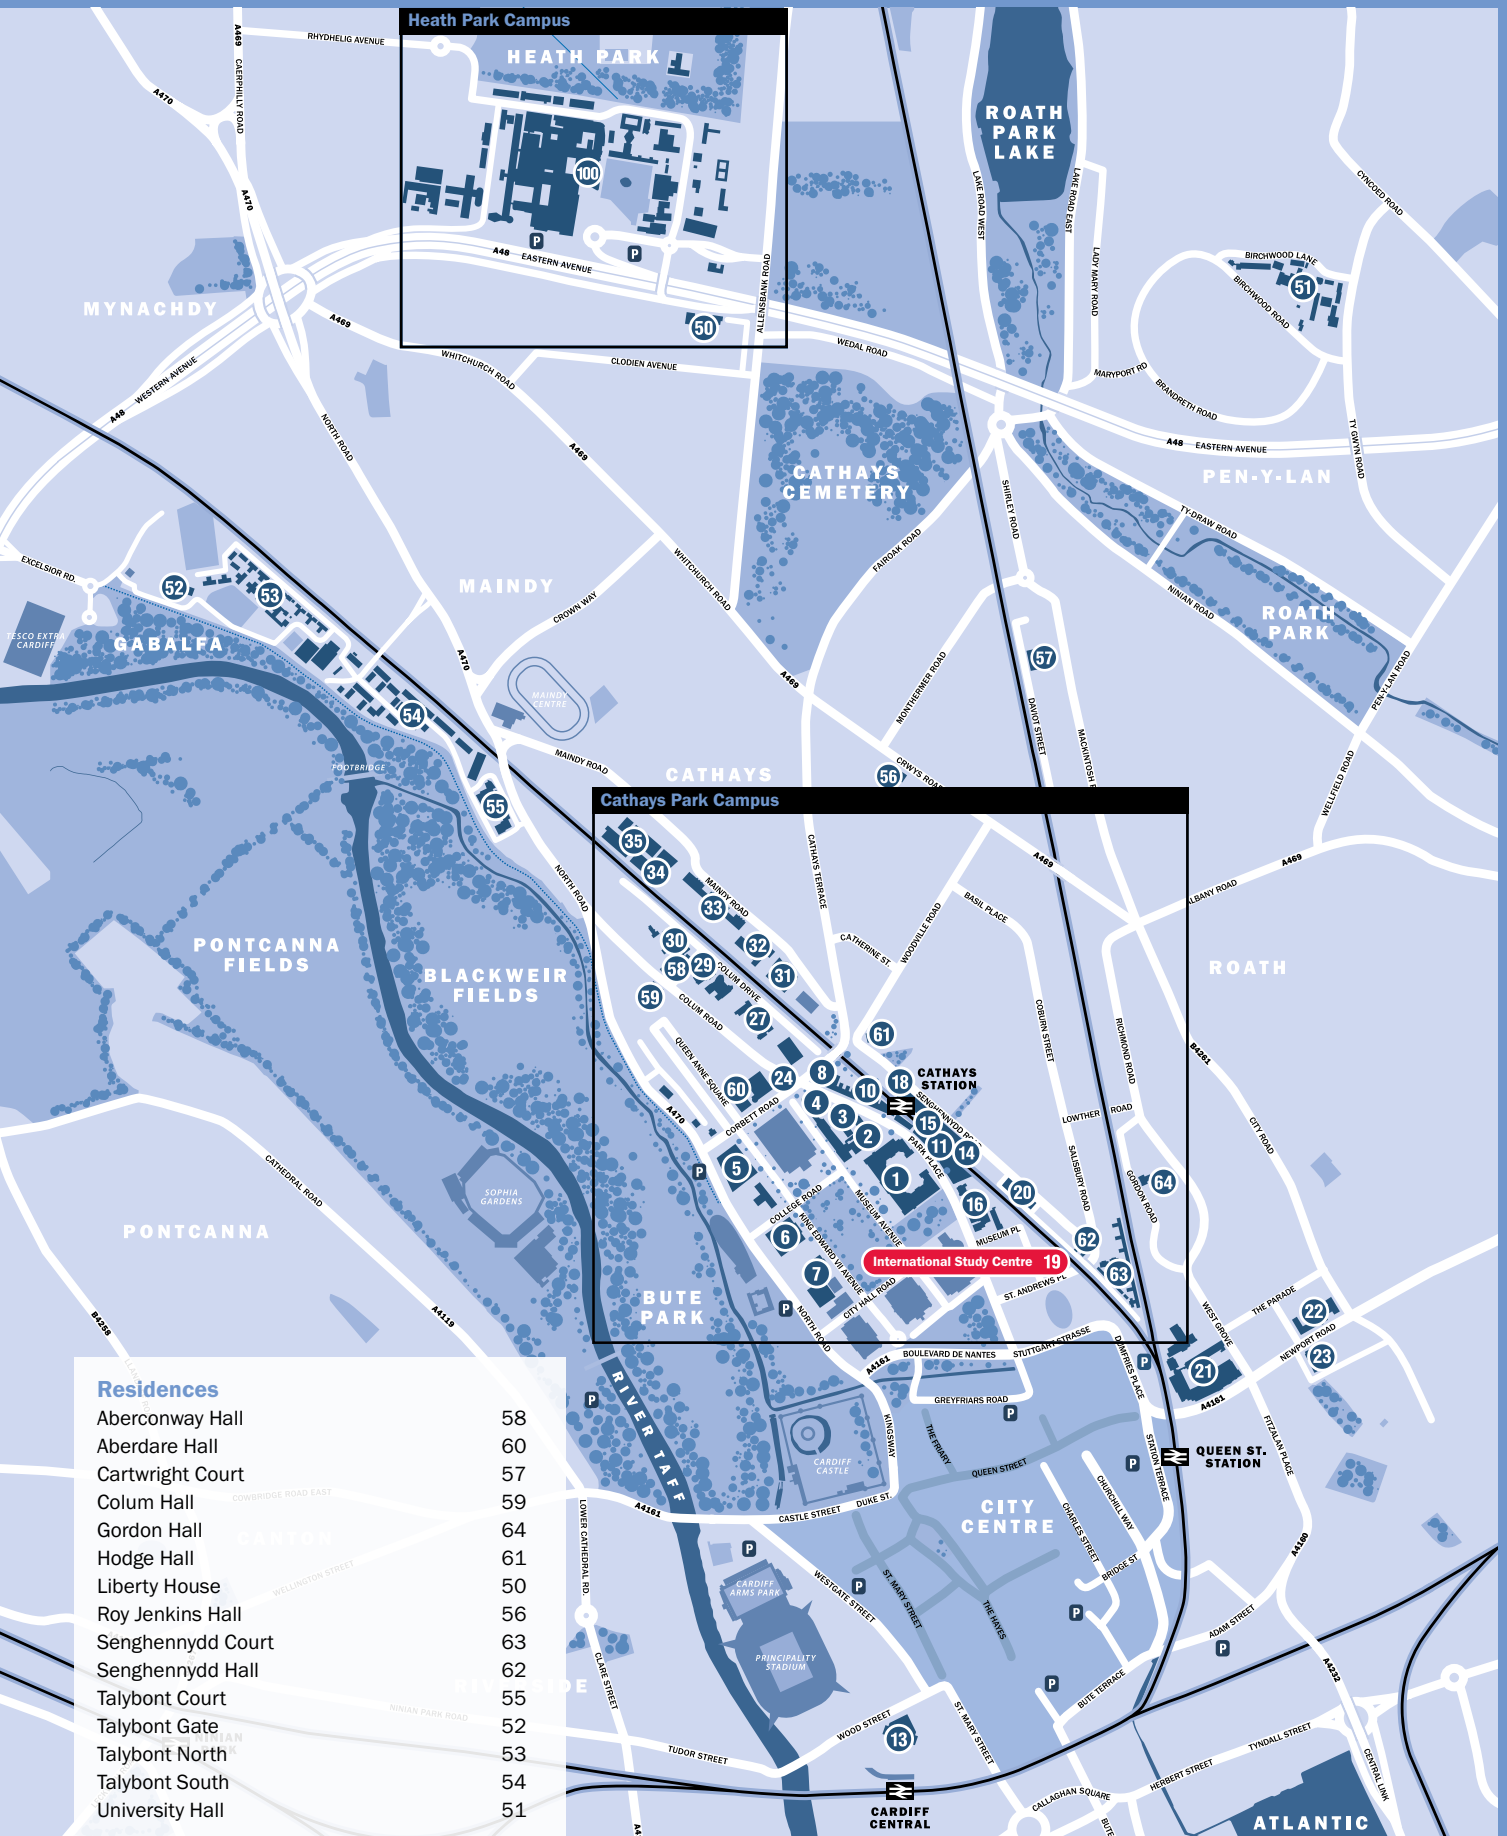 Heath Park Campus
HEATH PARK
RHYDHELIG AVENUE
A469
CAERPHILLY ROAD
A470
A470
100
P
P
A48
EASTERN AVENUE
ALLENSBANK ROAD
50
ROATH
PARK
LAKE
LAKE ROAD WEST
LAKE ROAD EAST
LADY MARY ROAD
CYNCOED ROAD
BIRCHWOOD LANE
BIRCHWOOD ROAD
51
MYNACHDY
A469
WHITCHURCH ROAD
CLODIEN AVENUE
WEDAL ROAD
MARYPORT RD
BRANDRETH ROAD
A48
WESTERN AVENUE
NORTH ROAD
A469
A48
EASTERN AVENUE
TY GWYN ROAD
CATHAYS
CEMETERY
PEN-Y-LAN
SHIRLEY ROAD
FAIROAK ROAD
TY-DRAW ROAD
NINIAN ROAD
ROATH
PARK
PEN-Y-LAN ROAD
EXCELSIOR RD.
52
53
TESCO EXTRA
CARDIFF
GABALFA
MAINDY
CROWN WAY
WHITCHURCH ROAD
A470
A469
MAINDY
CENTRE
54
57
MONTHERMER ROAD
DAVIOT STREET
MACKINTOSH P
WELLFIELD ROAD
FOOTBRIDGE
MAINDY ROAD
CATHAYS
CRWYS ROAD
56
55
Cathays Park Campus
35
34
NORTH ROAD
MAINDY ROAD
33
CATHAYS TERRACE
A469
A469
ALBANY ROAD
BASIL PLACE
WOODVILLE ROAD
CATHERINE ST.
30
32
58
29
31
COLUM DRIVE
59
COLUM ROAD
27
PONTCANNA
FIELDS
BLACKWEIR
FIELDS
ROATH
COBURN STREET
RICHMOND ROAD
B4261
61
QUEEN ANNE SQUARE
24
8
60
10
18
CATHAYS
STATION
SENGHENNYDD RO
4
3
2
15
11
14
PARK PLACE
A470
CORBETT ROAD
LOWTHER ROAD
SALISBURY ROAD
CITY ROAD
P
5
1
64
GORDON ROAD
20
16
COLLEGE ROAD
MUSEUM AVENUE
MUSEUM PL
KING EDWARD VII AVENUE
6
62
International Study Centre 19
63
7
ST. ANDREWS PL
CITY HALL ROAD
P
NORTH ROAD
CATHEDRAL ROAD
SOPHIA
GARDENS
PONTCANNA
BUTE
PARK
B4258
A4119
WEST GROVE
THE PARADE
22
NEWPORT ROAD
23
A4161
BOULEVARD DE NANTES
STUTTGART STRASSE
DUMFRIES PLACE
P
21
A4161
GREYFRIARS ROAD
P
KINGSWAY
THE FRIARY
QUEEN STREET
CARDIFF
CASTLE
P
RIVER TAFF
STATION TERRACE
QUEEN ST.
STATION
FITZALAN PLACE
P
CITY
CENTRE
CHURCHILL WAY
CHARLES STREET
BRIDGE ST
A4160
A4161
CASTLE STREET
DUKE ST.
LOWER CATHEDRAL RD.
P
CARDIFF
ARMS PARK
WESTGATE STREET
P
ST. MARY STREET
THE HAYES
P
ADAM STREET
P
PRINCIPALITY
STADIUM
CLARE STREET
P
BUTE TERRACE
A4232
TUDOR STREET
WOOD STREET
13
ST. MARY STREET
CARDIFF
CENTRAL
CALLAGHAN SQUARE
HERBERT STREET
TYNDALL STREET
CENTRAL LINK
BUTE
ATLANTIC
A41
Residences
Aberconway Hall 58
Aberdare Hall 60
Cartwright Court 57
Colum Hall 59
Gordon Hall 64
Hodge Hall 61
Liberty House 50
Roy Jenkins Hall 56
Senghennydd Court 63
Senghennydd Hall 62
Talybont Court 55
Talybont Gate 52
Talybont North 53
Talybont South 54
University Hall 51
COWBRIDGE ROAD EAST
CANTON
WELLINGTON STREET
NINIAN PARK ROAD